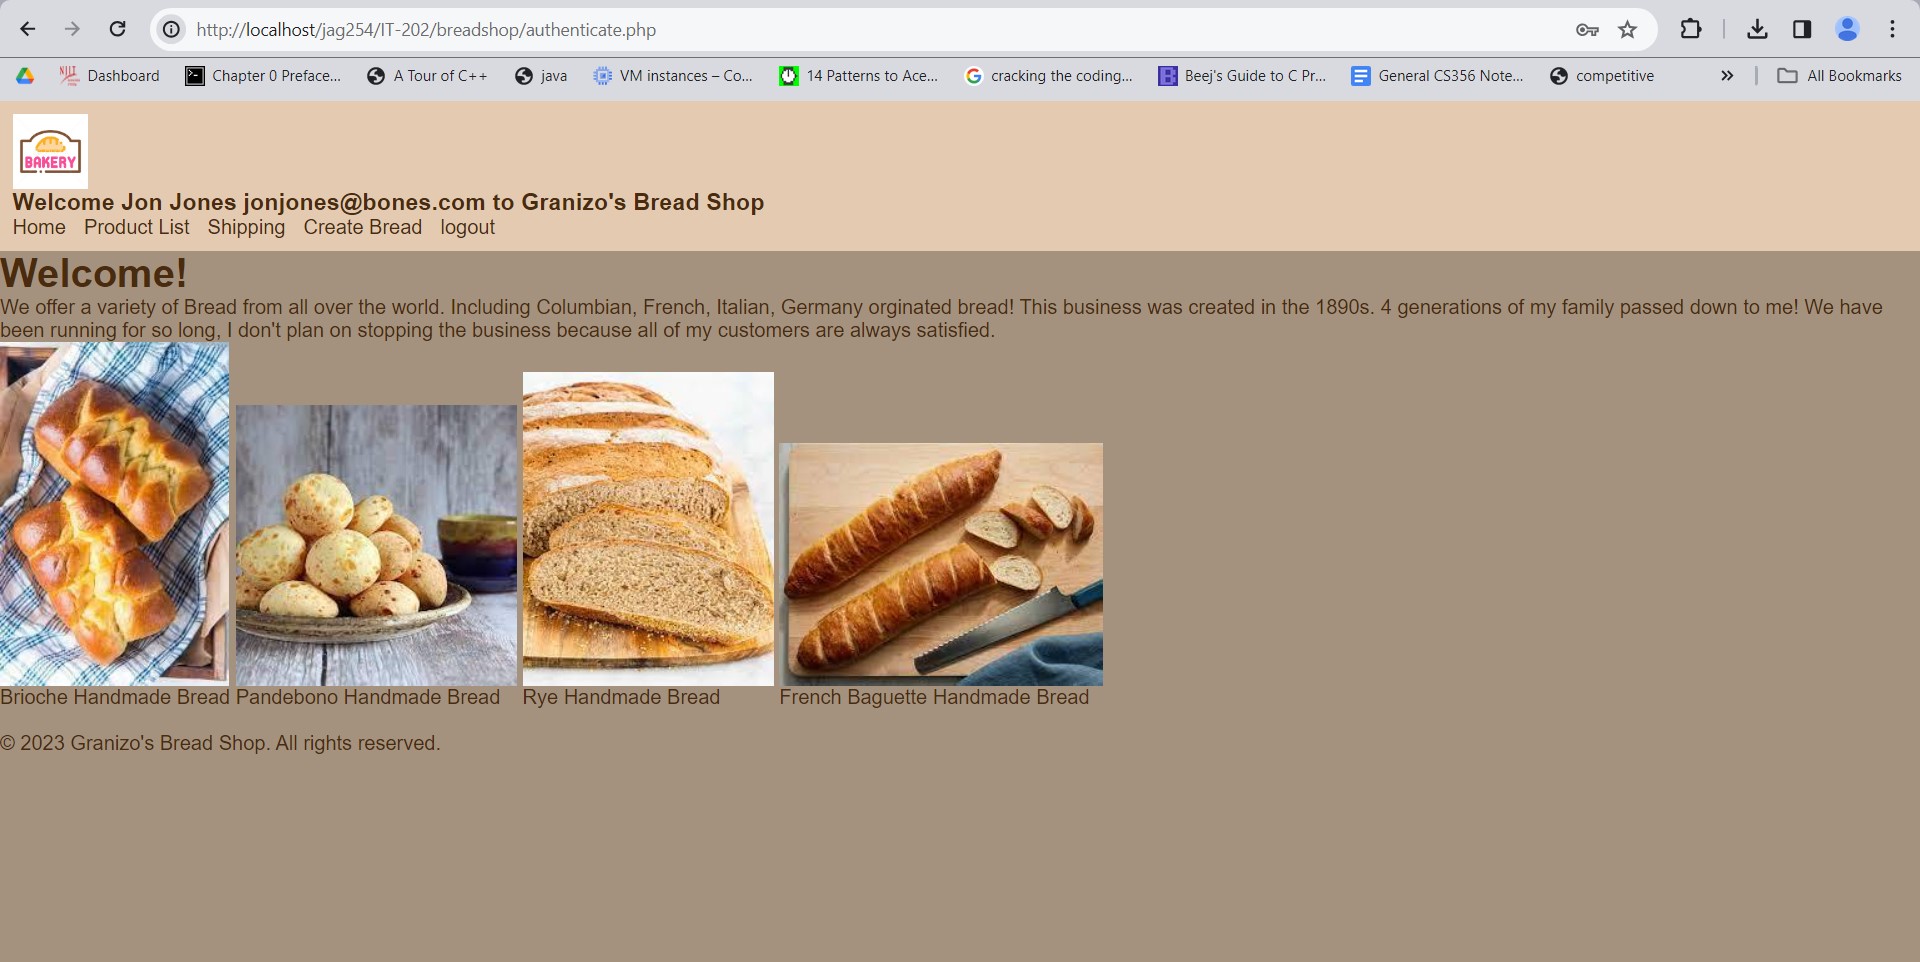 http://localhost/jag254/IT-202/breadshop/authenticate.php
Dashboard Chapter 0 Preface... A Tour of C++ java VM instances – Co... 14 Patterns to Ace... cracking the coding... Beej's Guide to C Pr... General CS356 Note... competitive » All Bookmarks
BAKERY
Welcome Jon Jones jonjones@bones.com to Granizo's Bread Shop
Home Product List Shipping Create Bread logout
Welcome!
We offer a variety of Bread from all over the world. Including Columbian, French, Italian, Germany orginated bread! This business was created in the 1890s. 4 generations of my family passed down to me! We have
been running for so long, I don't plan on stopping the business because all of my customers are always satisfied.
Brioche Handmade Bread Pandebono Handmade Bread Rye Handmade Bread French Baguette Handmade Bread
© 2023 Granizo's Bread Shop. All rights reserved.